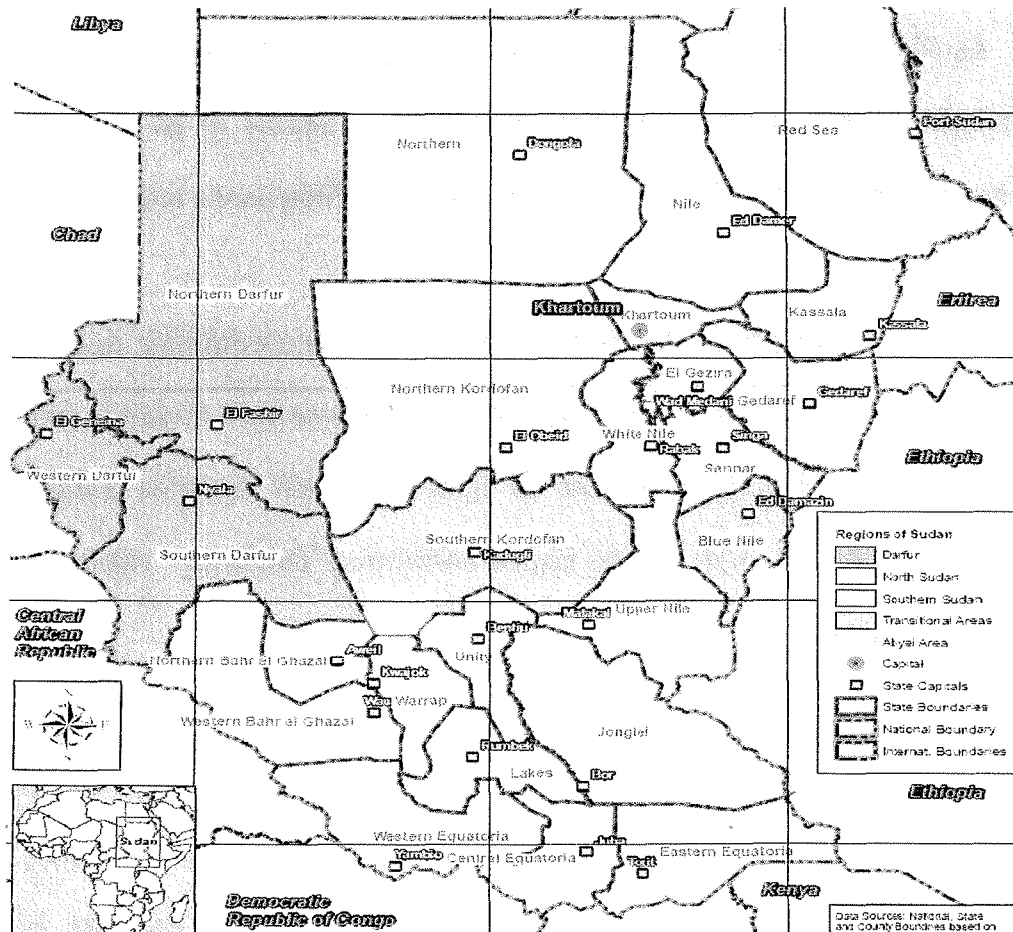 Libya
Port Sudan
Red Sea
Northern
Dongola
Nile
Ed Damer
Chad
Northern Darfur
Khartoum
Khartoum
Kassala
Kassala
Eritrea
El Gezira
Northern Kordofan
Wad Medani
Gedaref
Gedaref
El Geneina
El Fashir
El Obeid
White Nile
Rabak
Singa
Sennar
Ethiopia
Western Darfur
Nyala
Ed Damazin
Southern Darfur
Southern Kordofan
Kadugli
Blue Nile
Regions of Sudan
Darfur
North Sudan
Southern Sudan
Transitional Areas
Abyei Area
Capital
State Capitals
State Boundaries
National Boundary
Internat. Boundaries
Central
African
Republic
Malakal
Upper Nile
Bentiu
Unity
Northern Bahr el Ghazal
Aweil
Kwajok
Warrap
Wau
Western Bahr el Ghazal
Jonglei
Rumbek
Lakes
Bor
Ethiopia
Sudan
Western Equatoria
Yambio
Central Equatoria
Juba
Torit
Eastern Equatoria
Kenya
Democratic
Republic of Congo
Data Sources: National, State
and County Boundries based on